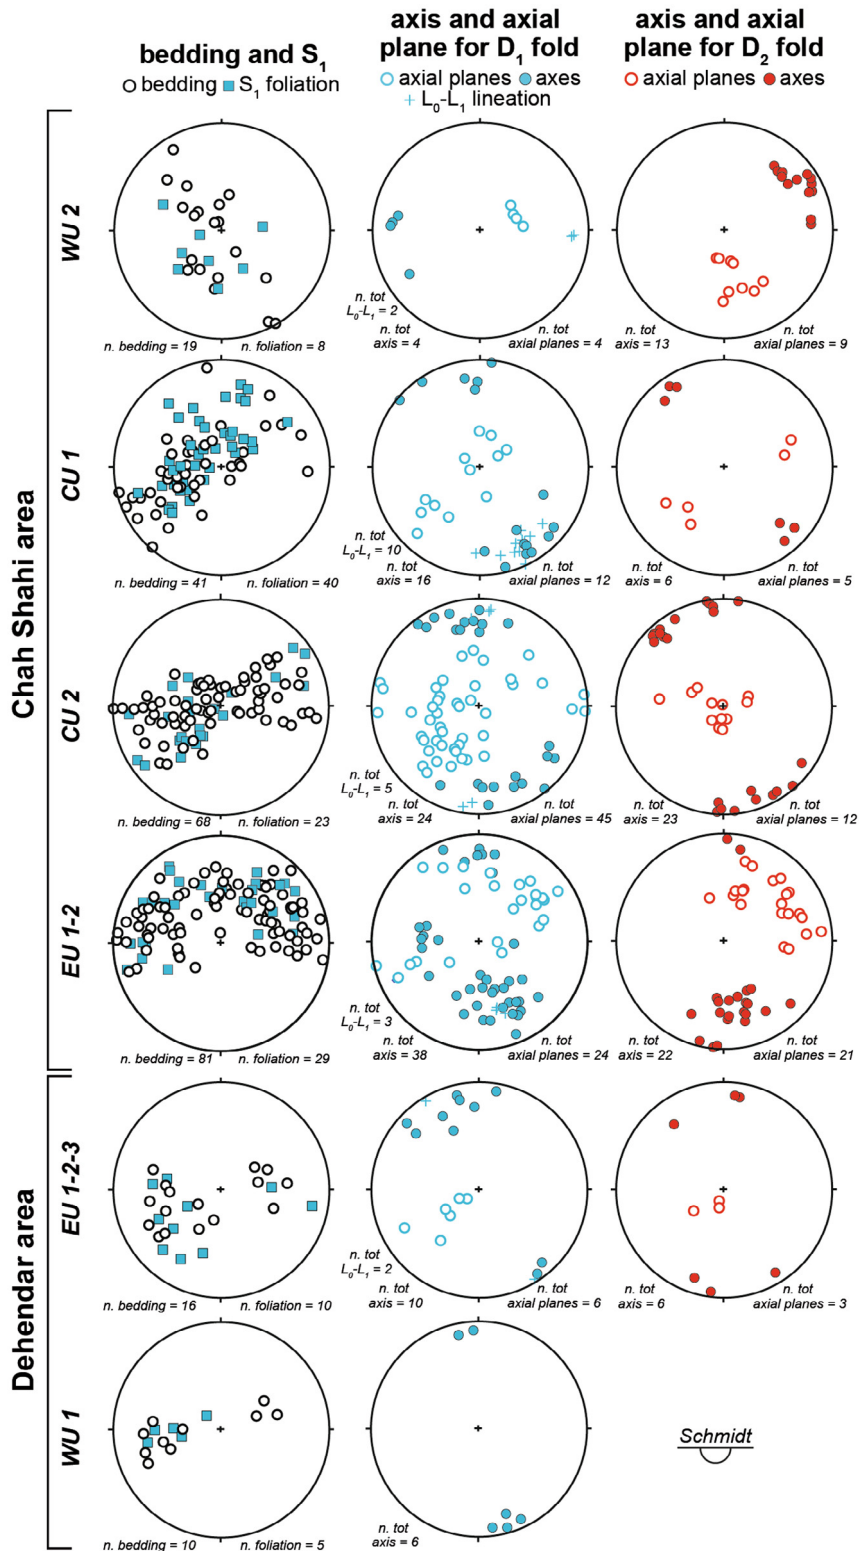 bedding and S1
bedding S1 foliation
axis and axial
plane for D1 fold
axial planes axes
L0-L1 lineation
axis and axial
plane for D2 fold
axial planes axes
Chah Shahi area
WU 2
n. bedding = 19 n. foliation = 8
n. tot
L0-L1 = 2
n. tot
axis = 4
n. tot
axial planes = 4
n. tot
axis = 13
n. tot
axial planes = 9
CU 1
n. bedding = 41 n. foliation = 40
n. tot
L0-L1 = 10
n. tot
axis = 16
n. tot
axial planes = 12
n. tot
axis = 6
n. tot
axial planes = 5
CU 2
n. bedding = 68 n. foliation = 23
n. tot
L0-L1 = 5
n. tot
axis = 24
n. tot
axial planes = 45
n. tot
axis = 23
n. tot
axial planes = 12
EU 1-2
n. bedding = 81 n. foliation = 29
n. tot
L0-L1 = 3
n. tot
axis = 38
n. tot
axial planes = 24
n. tot
axis = 22
n. tot
axial planes = 21
Dehendar area
EU 1-2-3
n. bedding = 16 n. foliation = 10
n. tot
L0-L1 = 2
n. tot
axis = 10
n. tot
axial planes = 6
n. tot
axis = 6
n. tot
axial planes = 3
WU 1
n. bedding = 10 n. foliation = 5
n. tot
axis = 6
Schmidt